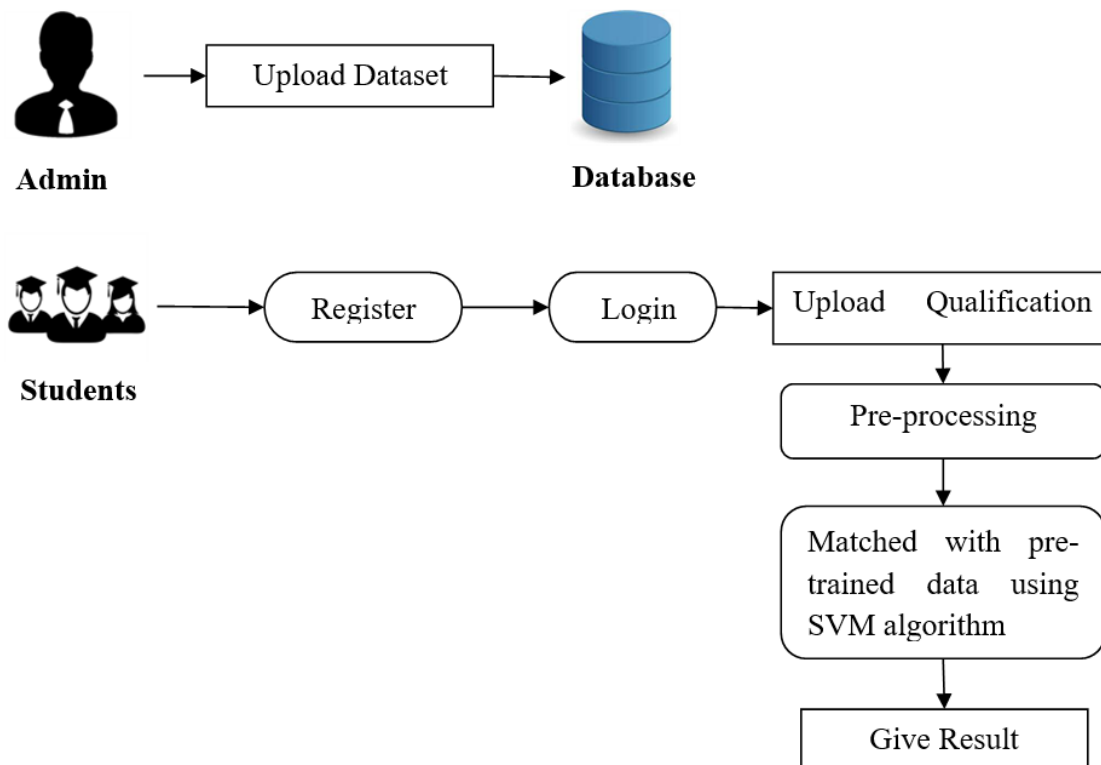 Upload Dataset
Admin
Database
Register
Login
Upload Qualification
Students
Pre-processing
Matched with pre-
trained data using
SVM algorithm
Give Result